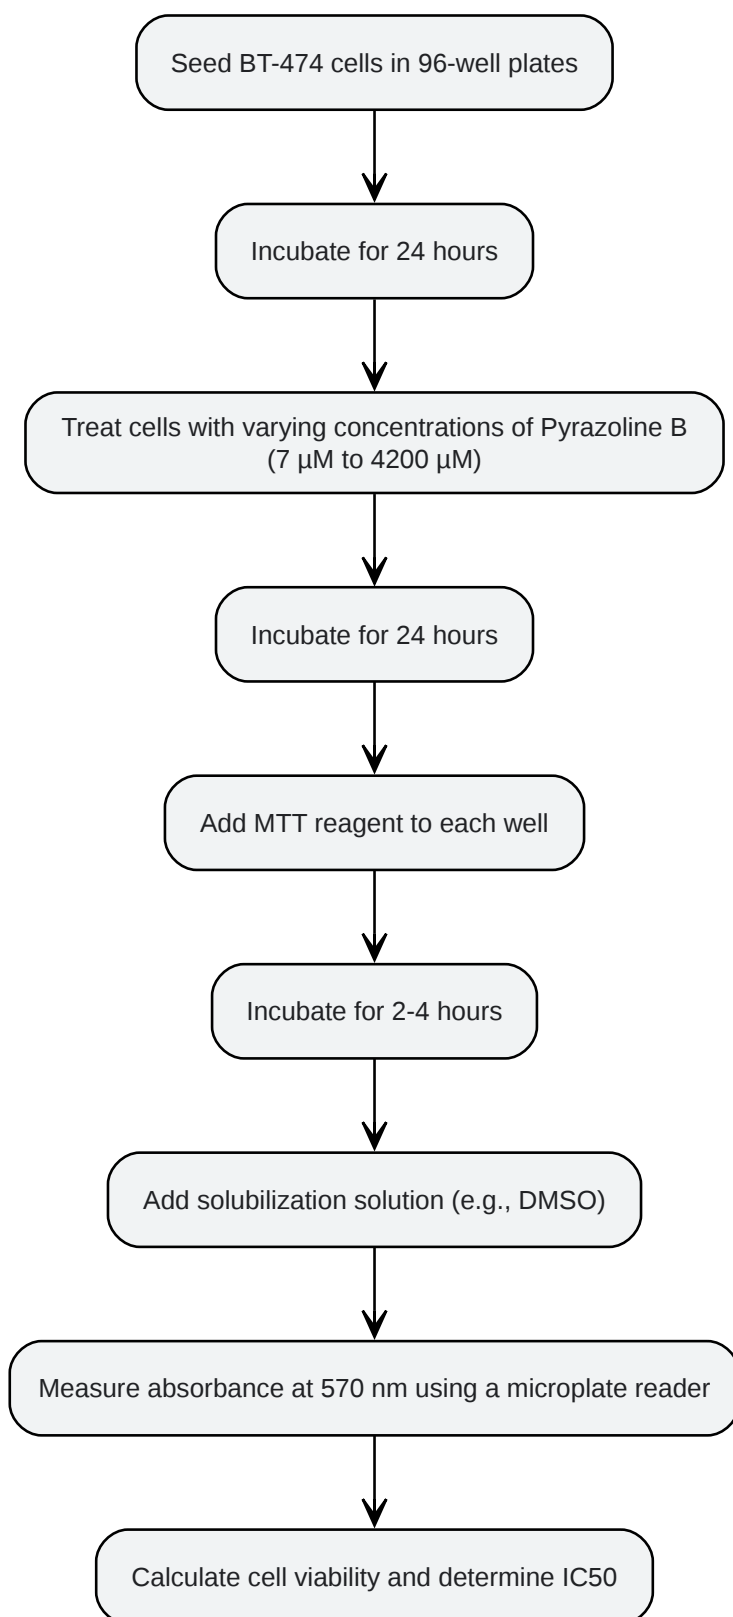 Seed BT-474 cells in 96-well plates
Incubate for 24 hours
Treat cells with varying concentrations of Pyrazoline B
(7 µM to 4200 µM)
Incubate for 24 hours
Add MTT reagent to each well
Incubate for 2-4 hours
Add solubilization solution (e.g., DMSO)
Measure absorbance at 570 nm using a microplate reader
Calculate cell viability and determine IC50